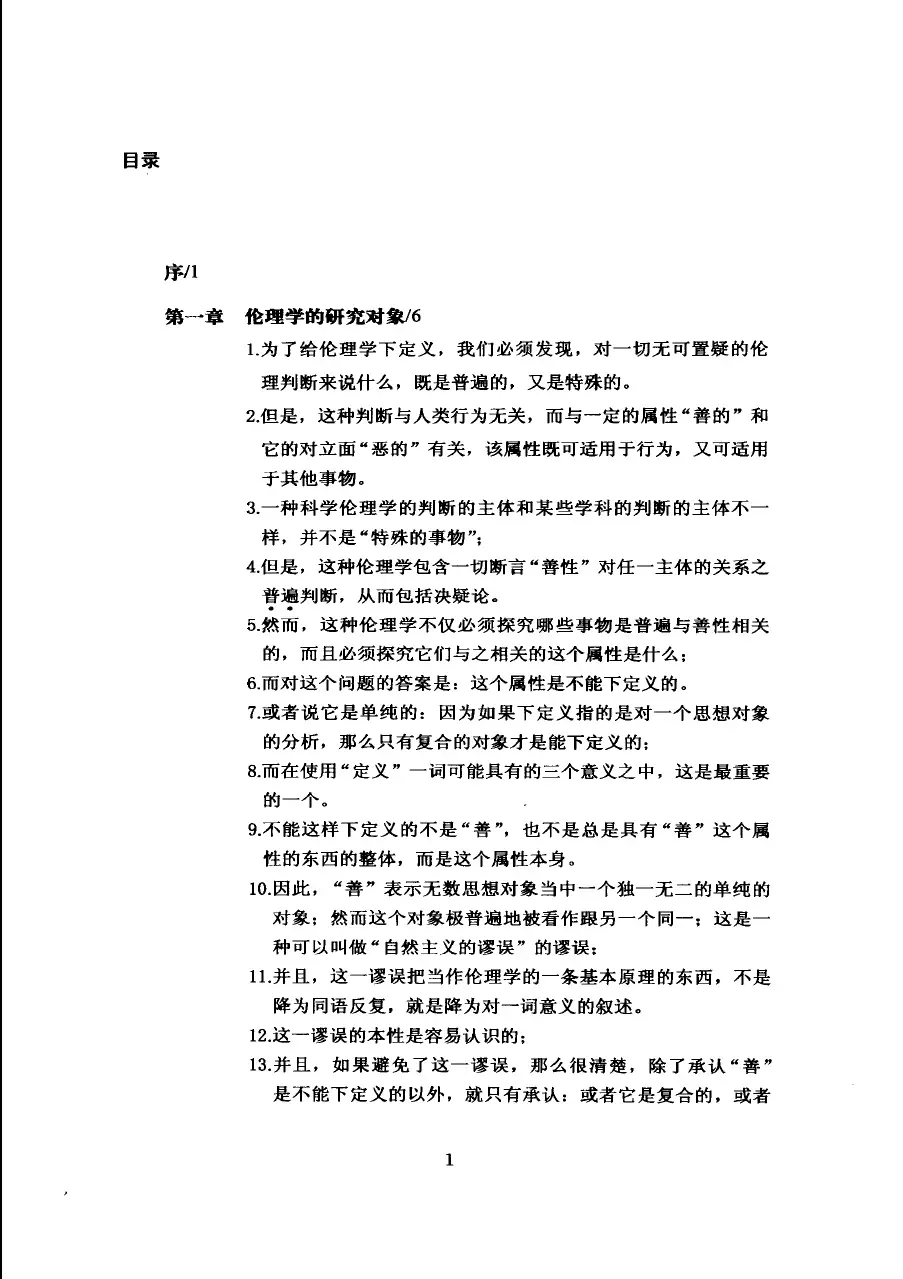 目录
序/1
第一章 伦理学的研究对象/6
1.为了给伦理学下定义，我们必须发现，对一切无可置疑的伦
理判断来说什么，既是普遍的，又是特殊的。
2.但是，这种判断与人类行为无关，而与一定的属性“善的”和
它的对立面“恶的”有关，该属性既可适用于行为，又可适用
于其他事物。
3.一种科学伦理学的判断的主体和某些学科的判断的主体不一
样，并不是“特殊的事物”；
4.但是，这种伦理学包含一切断言“善性”对任一主体的关系之
普遍判断，从而包括决疑论。
5.然而，这种伦理学不仅必须探究哪些事物是普遍与善性相关
的，而且必须探究它们与之相关的这个属性是什么；
6.而对这个问题的答案是：这个属性是不能下定义的。
7.或者说它是单纯的：因为如果下定义指的是对一个思想对象
的分析，那么只有复合的对象才是能下定义的；
8.而在使用“定义”一词可能具有的三个意义之中，这是最重要
的一个。
9.不能这样下定义的不是“善”，也不是总是具有“善”这个属
性的东西的整体，而是这个属性本身。
10.因此，“善”表示无数思想对象当中一个独一无二的单纯的
对象；然而这个对象极普遍地被看作跟另一个同一；这是一
种可以叫做“自然主义的谬误”的谬误：
11.并且，这一谬误把当作伦理学的一条基本原理的东西，不是
降为同语反复，就是降为对一词意义的叙述。
12.这一谬误的本性是容易认识的；
13.并且，如果避免了这一谬误，那么很清楚，除了承认“善”
是不能下定义的以外，就只有承认：或者它是复合的，或者
1